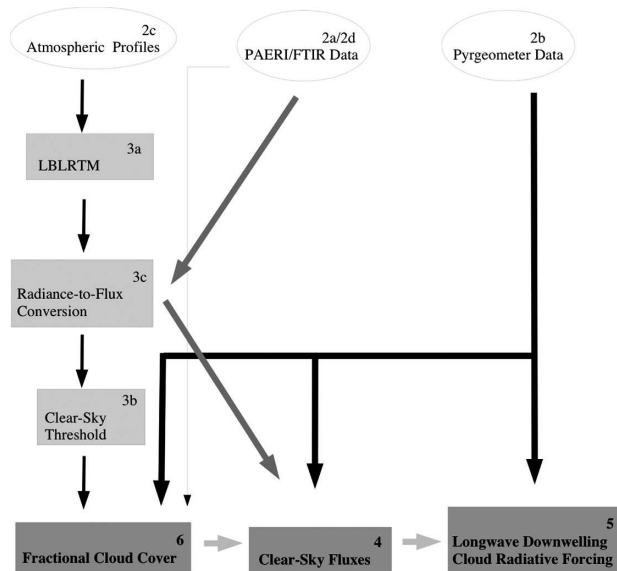 2c
Atmospheric Profiles
2a/2d
PAERI/FTIR Data
2b
Pyrgeometer Data
3a
LBLRTM
3c
Radiance-to-Flux
Conversion
3b
Clear-Sky
Threshold
6
Fractional Cloud Cover
4
Clear-Sky Fluxes
5
Longwave Downwelling
Cloud Radiative Forcing